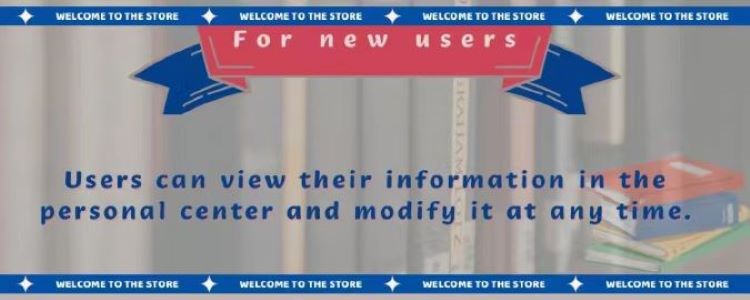 WELCOME TO THE STORE WELCOME TO THE STORE WELCOME TO THE STORE WELCOME TO THE STORE
For new users
Users can view their information in the
personal center and modify it at any time.
WELCOME TO THE STORE WELCOME TO THE STORE WELCOME TO THE STORE WELCOME TO THE STORE